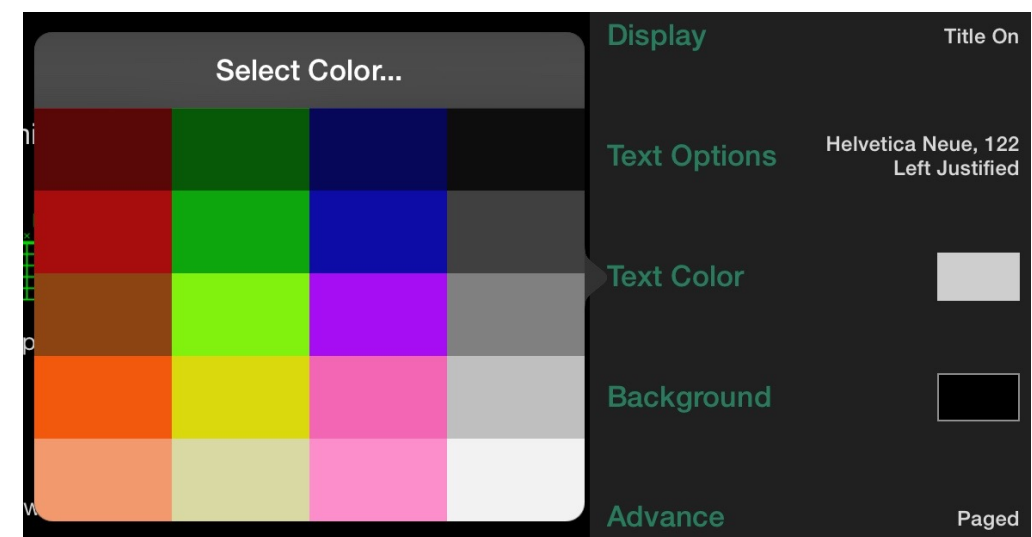 Select Color...
Display
Title On
Text Options
Helvetica Neue, 122
Left Justified
Text Color
Background
Advance
Paged